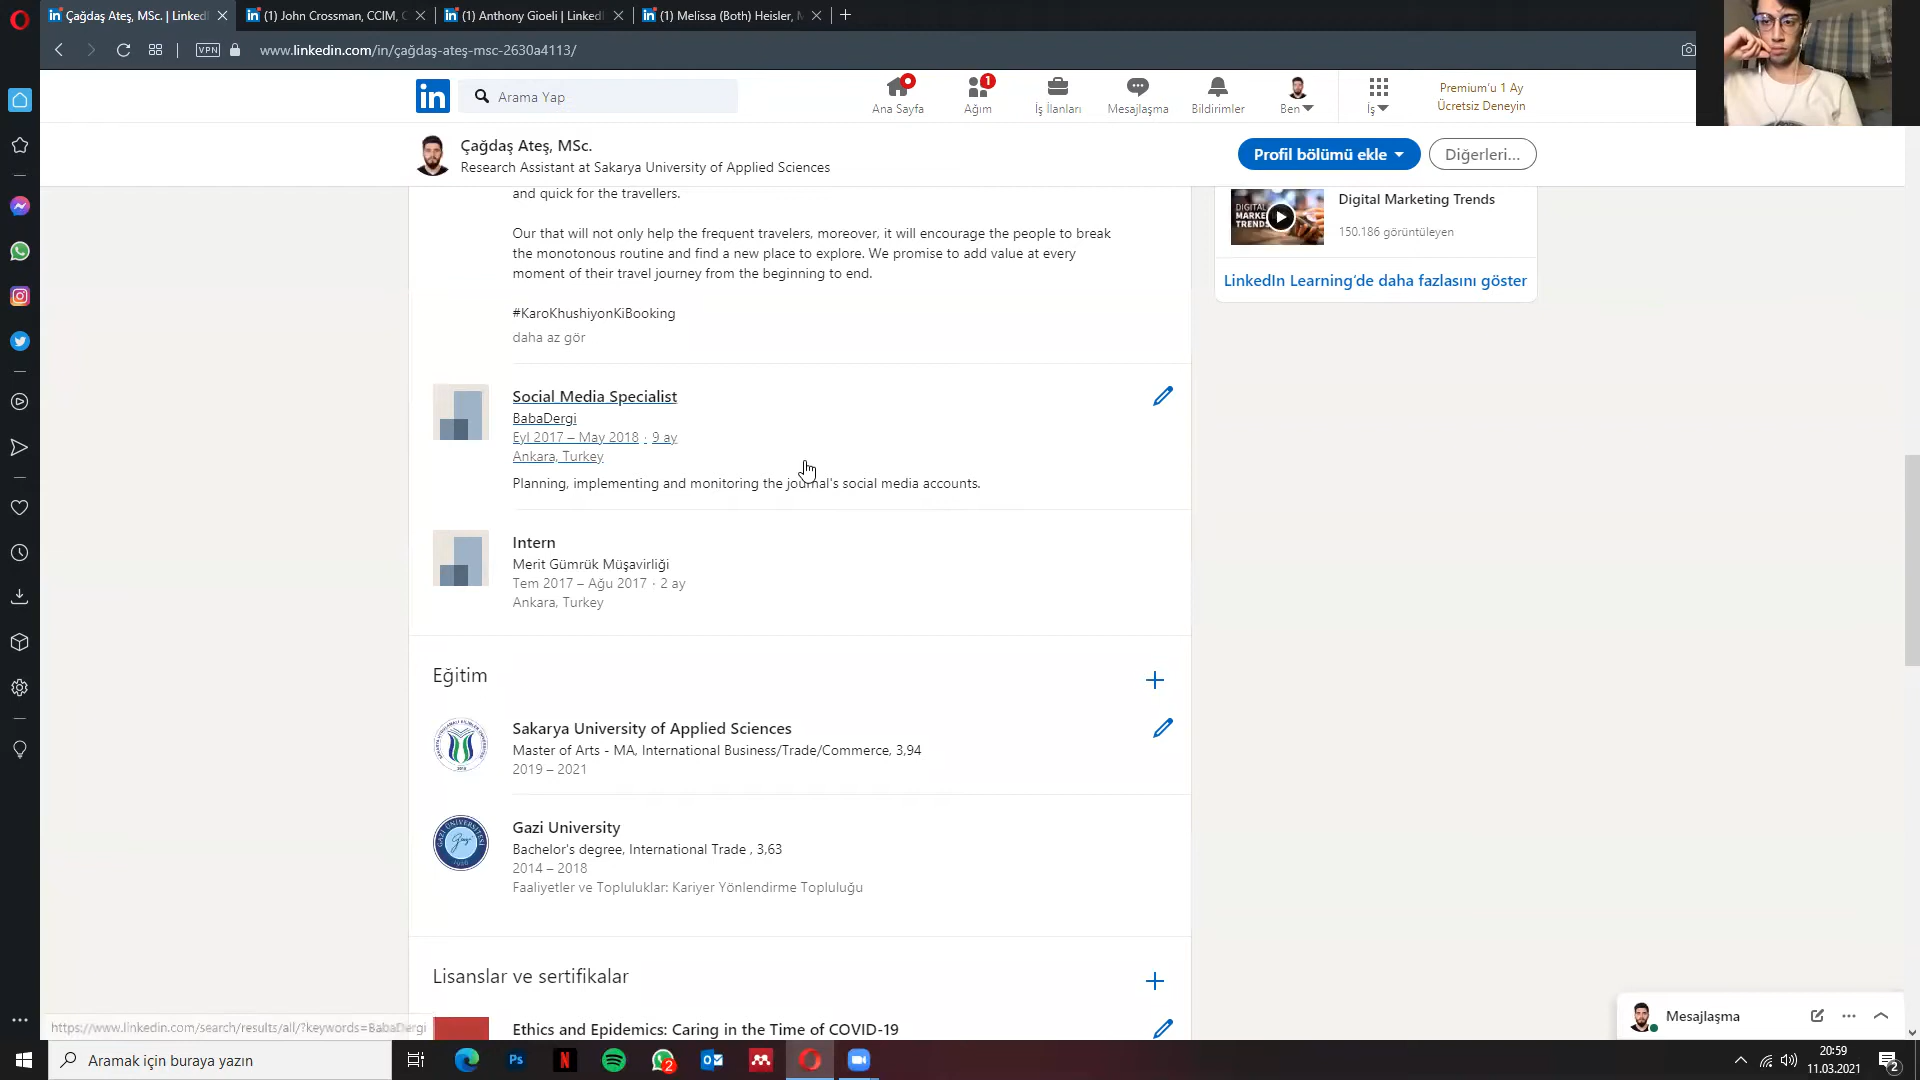 Çağdaş Ateş, MSc. | LinkedI
(1) John Crossman, CCIM, C
(1) Anthony Gioeli | LinkedI
(1) Melissa (Both) Heisler, M
VPN
www.linkedin.com/in/çağdaş-ateş-msc-2630a4113/
in
Arama Yap
Ana Sayfa
1
Ağım
İş İlanları
Mesajlaşma
Bildirimler
Ben
İş
Premium'u 1 Ay
Ücretsiz Deneyin
Çağdaş Ateş, MSc.
Research Assistant at Sakarya University of Applied Sciences
Profil bölümü ekle
Diğerleri...
and quick for the travellers.
Our that will not only help the frequent travelers, moreover, it will encourage the people to break
the monotonous routine and find a new place to explore. We promise to add value at every
moment of their travel journey from the beginning to end.
#KaroKhushiyonKiBooking
daha az gör
DIGITAL
MARKE
TRENDS
Digital Marketing Trends
150.186 görüntüleyen
LinkedIn Learning'de daha fazlasını göster
Social Media Specialist
BabaDergi
Eyl 2017 – May 2018 · 9 ay
Ankara, Turkey
Planning, implementing and monitoring the journal's social media accounts.
Intern
Merit Gümrük Müşavirliği
Tem 2017 – Ağu 2017 · 2 ay
Ankara, Turkey
Eğitim
Sakarya University of Applied Sciences
Master of Arts - MA, International Business/Trade/Commerce, 3,94
2019 – 2021
Gazi University
Bachelor's degree, International Trade , 3,63
2014 – 2018
Faaliyetler ve Topluluklar: Kariyer Yönlendirme Topluluğu
Lisanslar ve sertifikalar
Ethics and Epidemics: Caring in the Time of COVID-19
https://www.linkedin.com/search/results/all/?keywords=BabaDergi
Mesajlaşma
Aramak için buraya yazın
Ps
N
2
20:59
11.03.2021
2